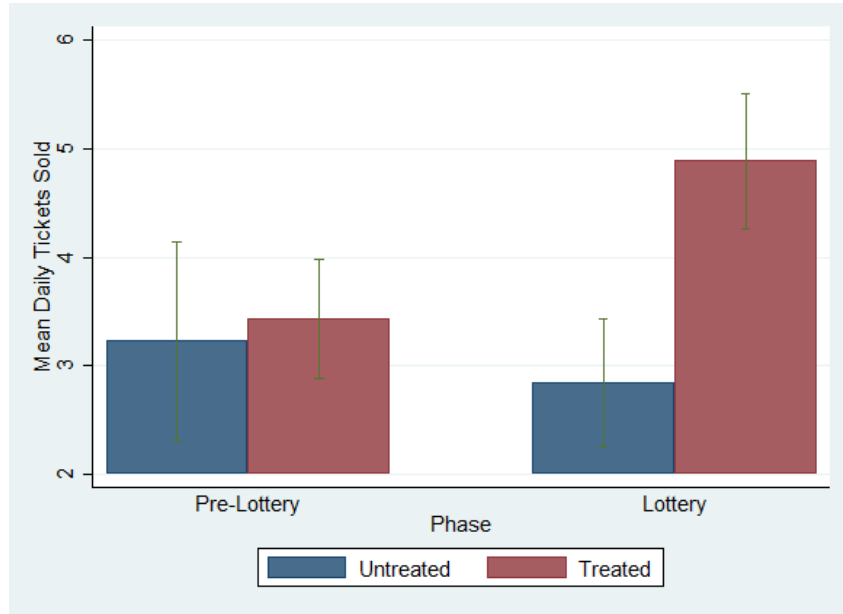 Mean Daily Tickets Sold
6
5
4
3
2
Pre-Lottery
Lottery
Phase
Untreated
Treated